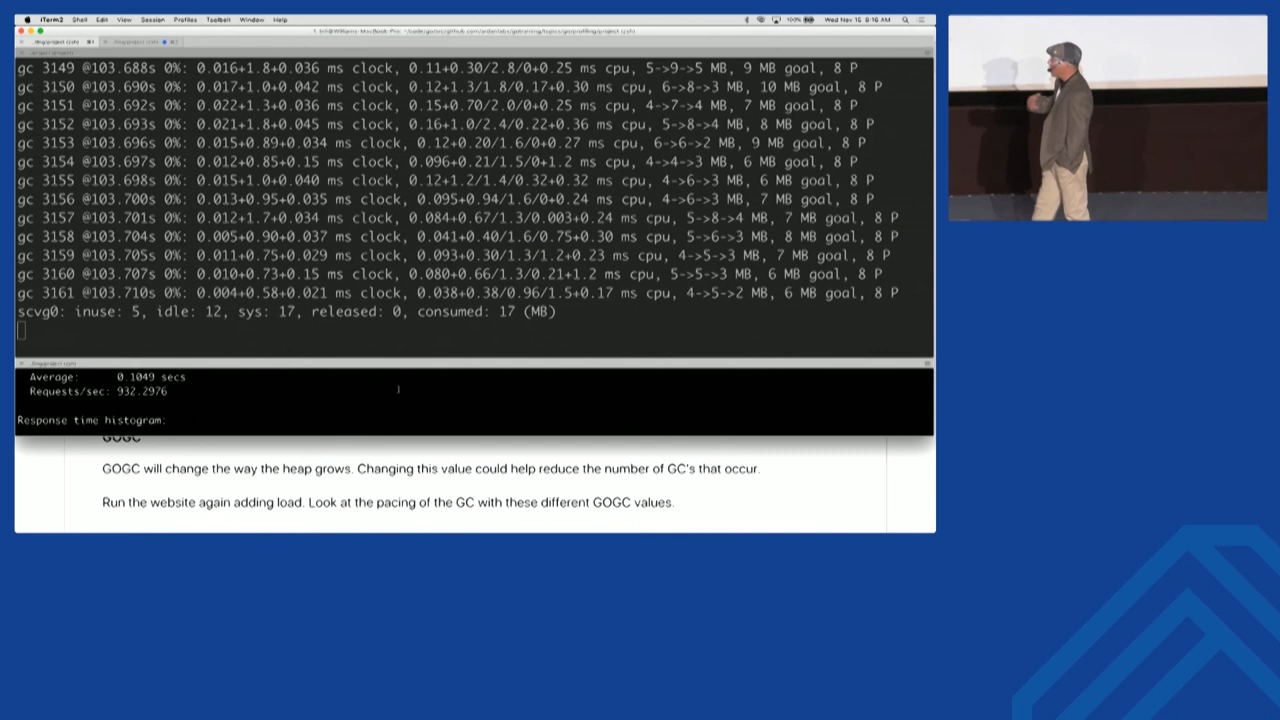 iTerm2 Shell Edit View Session Profiles Toolbelt Window Help 100% Wed Nov 15 8:16 AM
gc 3149 @103.688s 0%: 0.016+1.8+0.036 ms clock, 0.11+0.30/2.8/0+0.25 ms cpu, 5->9->5 MB, 9 MB goal, 8 P
gc 3150 @103.690s 0%: 0.017+1.0+0.042 ms clock, 0.12+1.3/1.8/0.17+0.30 ms cpu, 6->8->3 MB, 10 MB goal, 8 P
gc 3151 @103.692s 0%: 0.022+1.3+0.036 ms clock, 0.15+0.70/2.0/0+0.25 ms cpu, 4->7->4 MB, 7 MB goal, 8 P
gc 3152 @103.693s 0%: 0.021+1.8+0.045 ms clock, 0.16+1.0/2.4/0.22+0.36 ms cpu, 5->8->4 MB, 8 MB goal, 8 P
gc 3153 @103.696s 0%: 0.015+0.89+0.034 ms clock, 0.12+0.20/1.6/0+0.27 ms cpu, 6->6->2 MB, 9 MB goal, 8 P
gc 3154 @103.697s 0%: 0.012+0.85+0.15 ms clock, 0.096+0.21/1.5/0+1.2 ms cpu, 4->4->3 MB, 6 MB goal, 8 P
gc 3155 @103.698s 0%: 0.015+1.0+0.040 ms clock, 0.12+1.2/1.4/0.32+0.32 ms cpu, 4->6->3 MB, 6 MB goal, 8 P
gc 3156 @103.700s 0%: 0.013+0.95+0.035 ms clock, 0.095+0.94/1.6/0+0.24 ms cpu, 4->6->3 MB, 7 MB goal, 8 P
gc 3157 @103.701s 0%: 0.012+1.7+0.034 ms clock, 0.084+0.67/1.3/0.003+0.24 ms cpu, 5->8->4 MB, 7 MB goal, 8 P
gc 3158 @103.704s 0%: 0.005+0.90+0.037 ms clock, 0.041+0.40/1.6/0.75+0.30 ms cpu, 5->6->3 MB, 8 MB goal, 8 P
gc 3159 @103.705s 0%: 0.011+0.75+0.029 ms clock, 0.093+0.30/1.3/1.2+0.23 ms cpu, 4->5->3 MB, 7 MB goal, 8 P
gc 3160 @103.707s 0%: 0.010+0.73+0.15 ms clock, 0.080+0.66/1.3/0.21+1.2 ms cpu, 5->5->3 MB, 6 MB goal, 8 P
gc 3161 @103.710s 0%: 0.004+0.58+0.021 ms clock, 0.038+0.38/0.96/1.5+0.17 ms cpu, 4->5->2 MB, 6 MB goal, 8 P
scvg0: inuse: 5, idle: 12, sys: 17, released: 0, consumed: 17 (MB)
Average: 0.1049 secs
Requests/sec: 932.2976
Response time histogram:
GOGC
GOGC will change the way the heap grows. Changing this value could help reduce the number of GC's that occur.
Run the website again adding load. Look at the pacing of the GC with these different GOGC values.